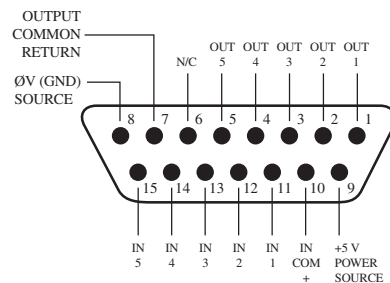 OUTPUT
COMMON
RETURN
ØV (GND)
SOURCE
N/C
OUT
5
OUT
4
OUT
3
OUT
2
OUT
1
8 7 6 5 4 3 2 1
15 14 13 12 11 10 9
IN
5
IN
4
IN
3
IN
2
IN
1
IN
COM
+
+5 V
POWER
SOURCE